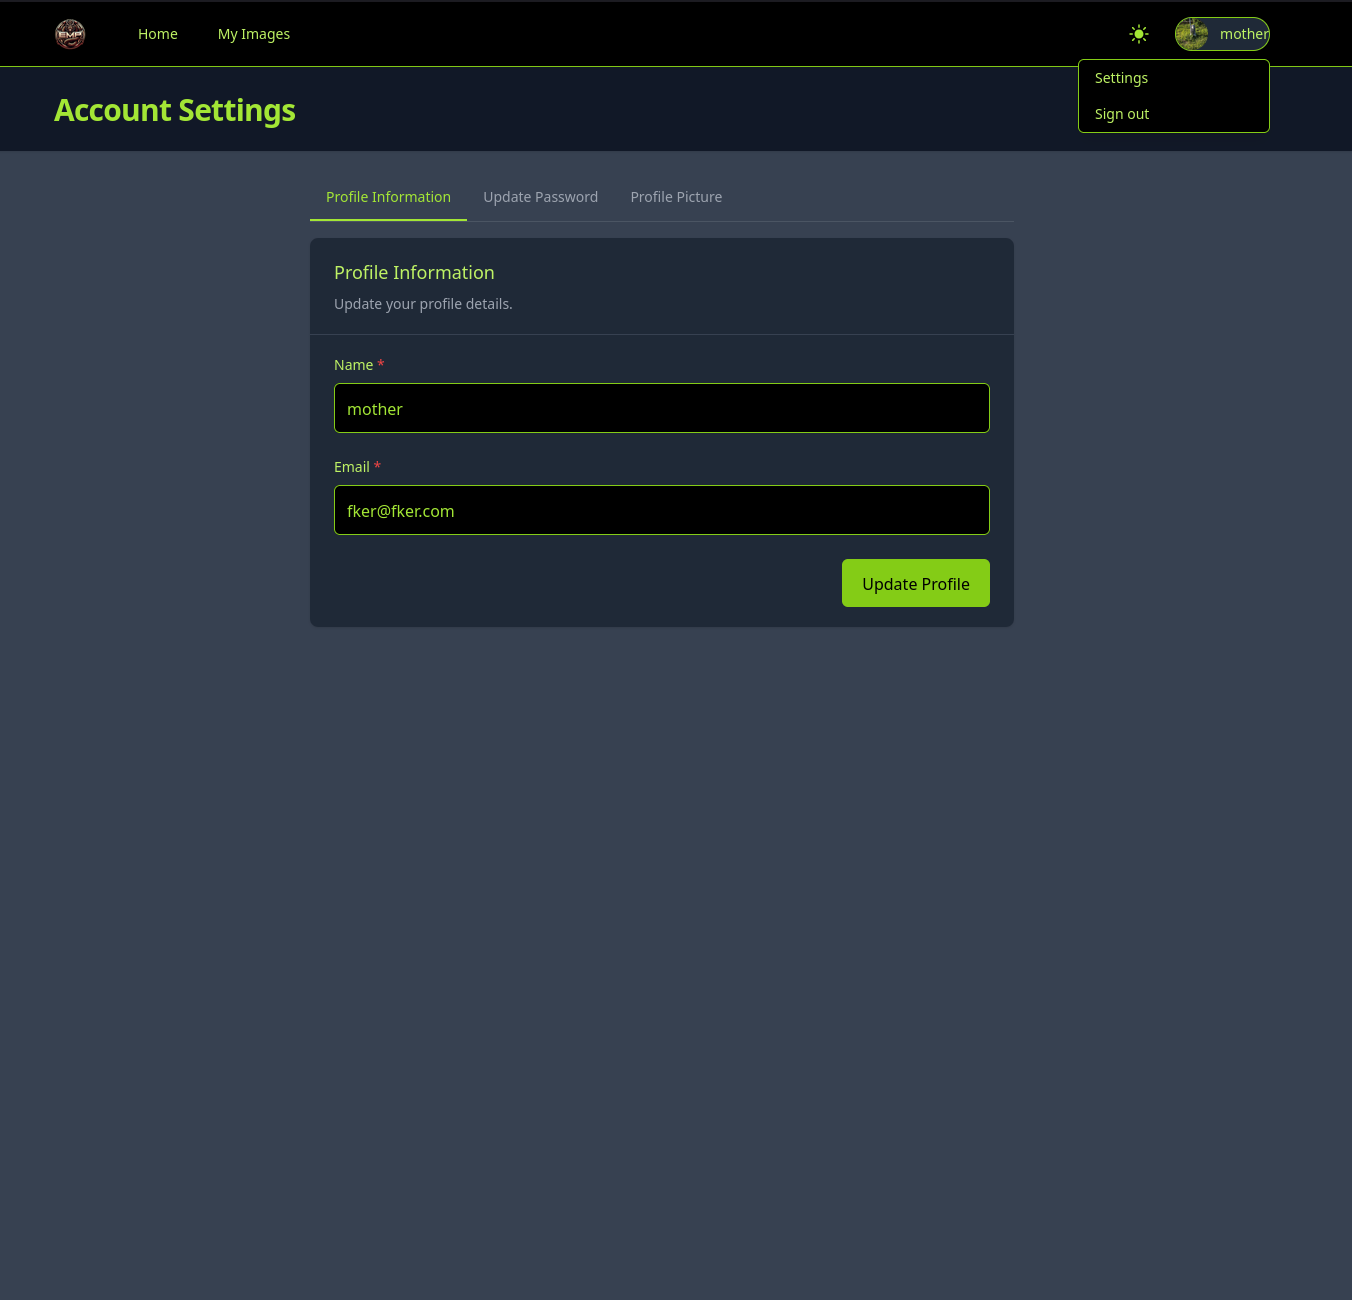 EMP
Home
My Images
mother
Settings
Sign out
Account Settings
Profile Information
Update Password
Profile Picture
Profile Information
Update your profile details.
Name *
mother
Email *
fker@fker.com
Update Profile